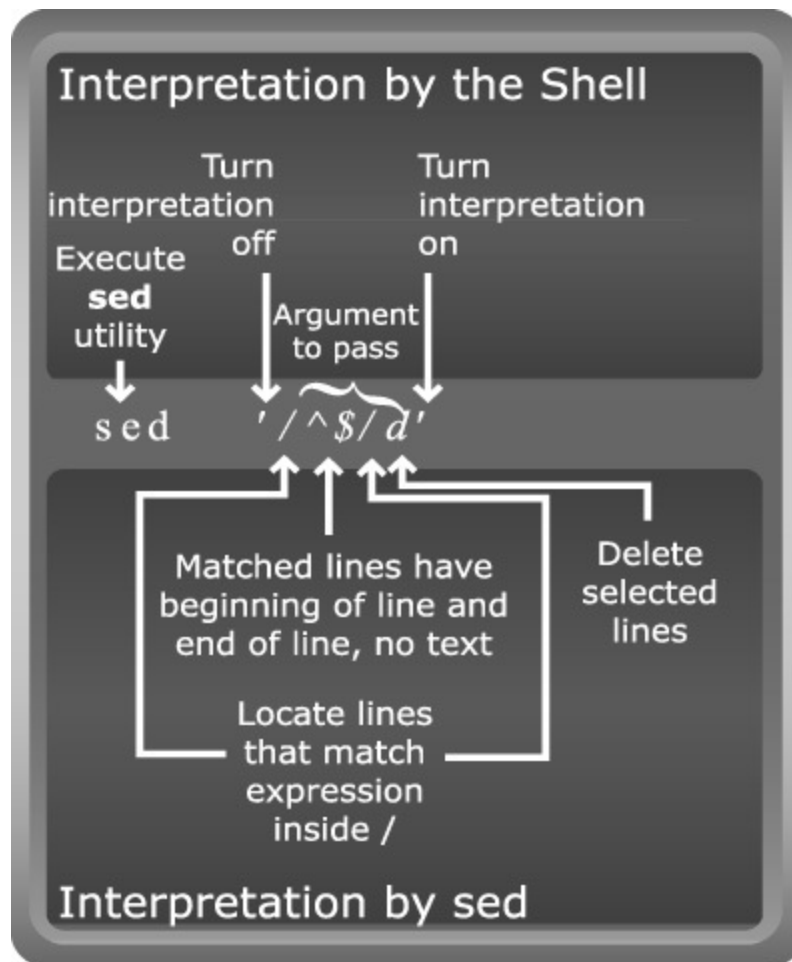 Interpretation by the Shell
Turn
interpretation
off
Turn
interpretation
on
Execute
sed
utility
Argument
to pass
sed '/^$/d'
Matched lines have
beginning of line and
end of line, no text
Delete
selected
lines
Locate lines
that match
expression
inside /
Interpretation by sed